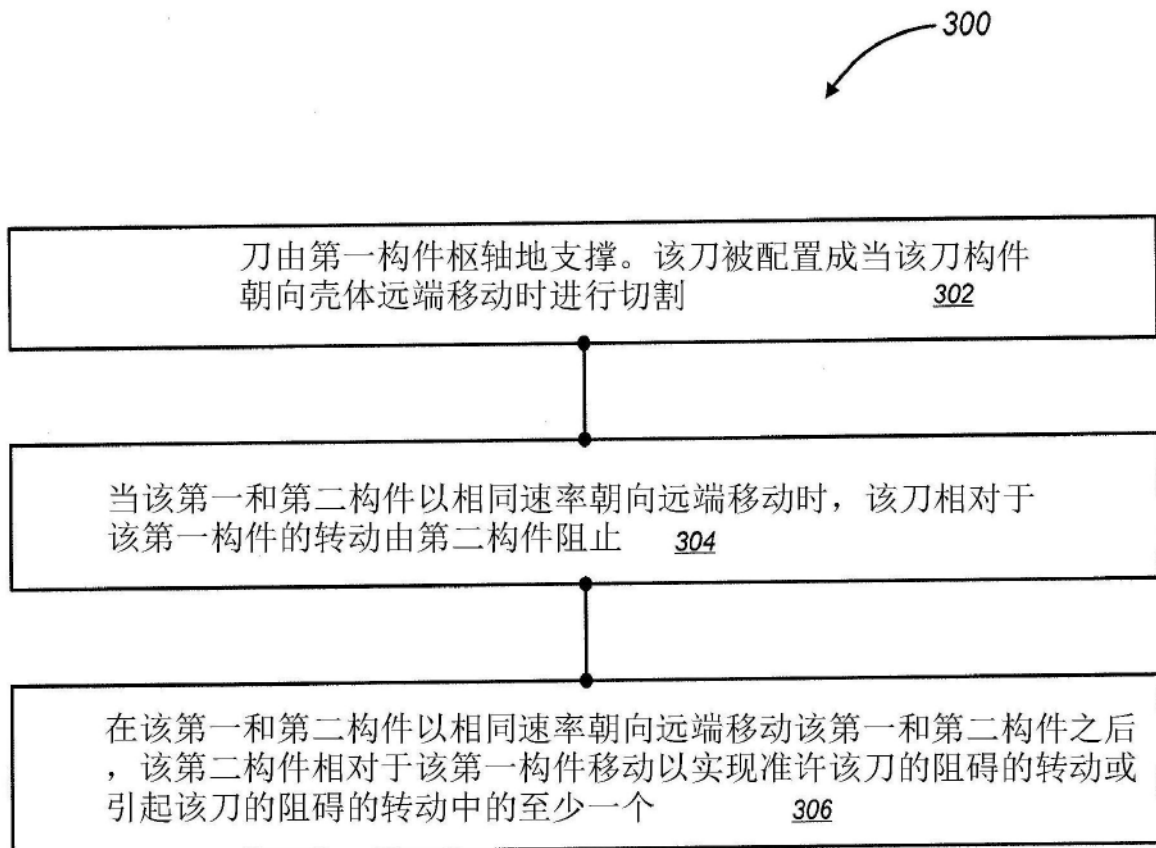 300
刀由第一构件枢轴地支撑。该刀被配置成当该刀构件
朝向壳体远端移动时进行切割 302
当该第一和第二构件以相同速率朝向远端移动时，该刀相对于
该第一构件的转动由第二构件阻止 304
在该第一和第二构件以相同速率朝向远端移动该第一和第二构件之后
，该第二构件相对于该第一构件移动以实现准许该刀的阻碍的转动或
引起该刀的阻碍的转动中的至少一个 306